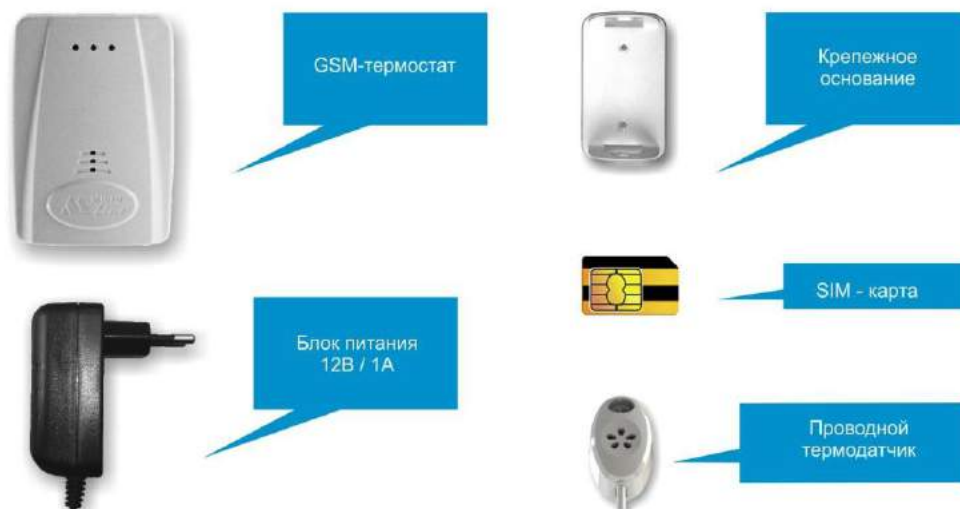 GSM-термостат
Крепежное
основание
SIM - карта
Блок питания
12В / 1А
Проводной
термодатчик